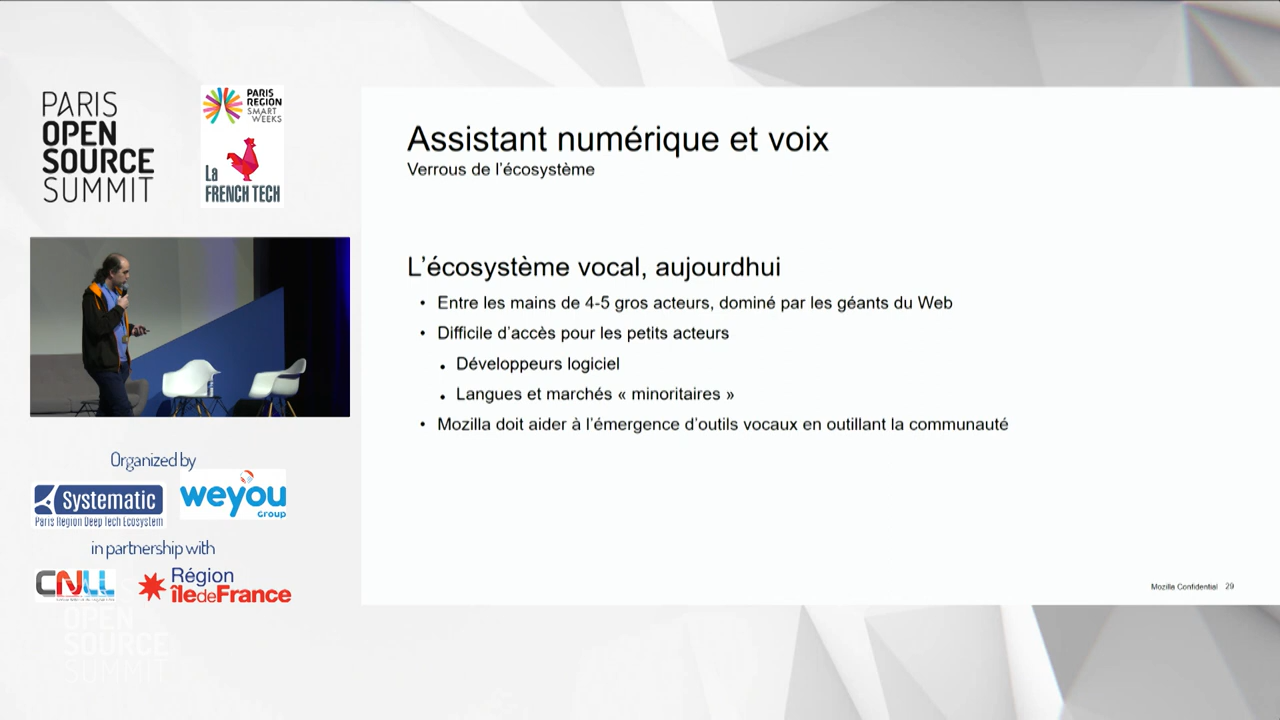 PARIS
OPEN
SOURCE
SUMMIT
PARIS
REGION
SMART
WEEKS
La
FRENCH TECH
Assistant numérique et voix
Verrous de l'écosystème
L'écosystème vocal, aujourdhui
• Entre les mains de 4-5 gros acteurs, dominé par les géants du Web
• Difficile d'accès pour les petits acteurs
• Développeurs logiciel
• Langues et marchés « minoritaires »
• Mozilla doit aider à l'émergence d'outils vocaux en outillant la communauté
Mozilla Confidential 29
Organized by
Systematic
Paris Region Deep Tech Ecosystem
weyou
Group
in partnership with
CNLL
Région
îledeFrance
OPEN
SOURCE
SUMMIT